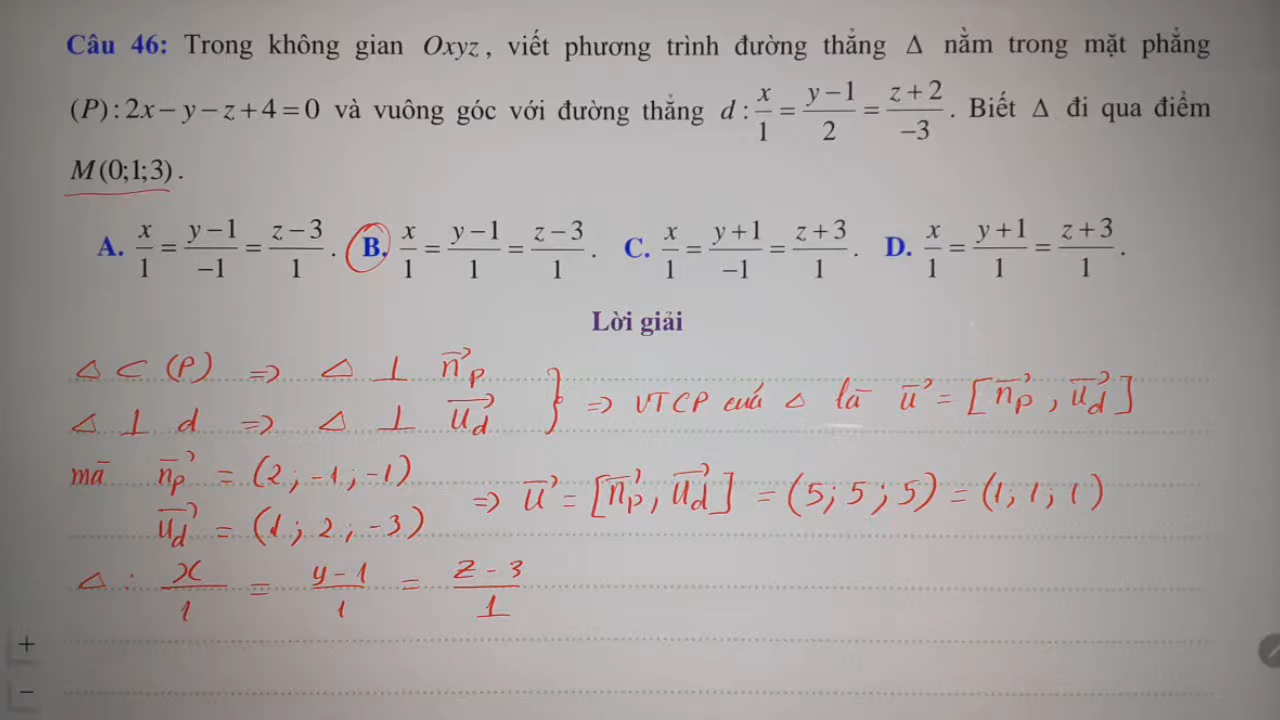 Câu 46: Trong không gian Oxyz, viết phương trình đường thẳng Δ nằm trong mặt phẳng
(P): 2x − y − z + 4 = 0 và vuông góc với đường thẳng d: x/1 = (y−1)/2 = (z+2)/−3. Biết Δ đi qua điểm
M(0;1;3).
A. x/1 = (y−1)/−1 = (z−3)/1. B. x/1 = (y−1)/1 = (z−3)/1. C. x/1 = (y+1)/−1 = (z+3)/1. D. x/1 = (y+1)/1 = (z+3)/1.
Lời giải
Δ ⊂ (P) => Δ ⊥ n⃗p
Δ ⊥ d => Δ ⊥ u⃗d } => VTCP cuả Δ là u⃗ = [n⃗p, u⃗d]
mà n⃗p = (2; -1; -1)
u⃗d = (1; 2; -3) => u⃗ = [n⃗p, u⃗d] = (5; 5; 5) = (1; 1; 1)
Δ: x/1 = (y-1)/1 = (z-3)/1
+
−